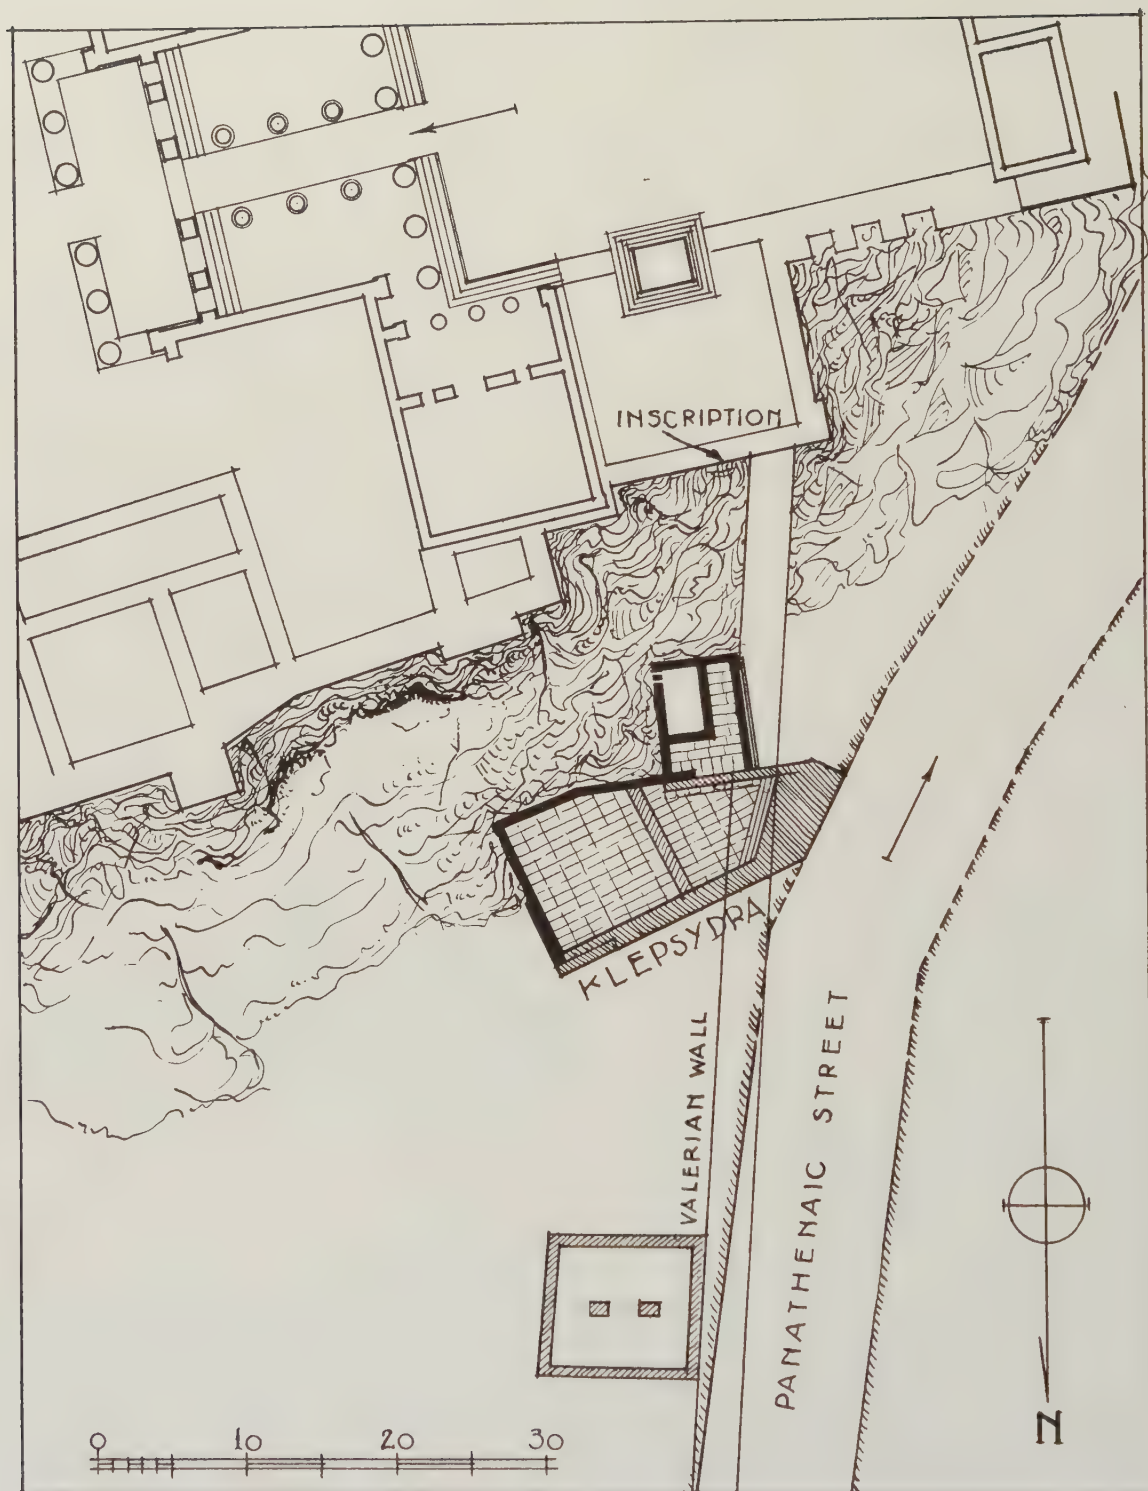 INSCRIPTION
KLEPSYDRA
VALERIAN WALL
PANATHENAIC STREET
N
0 10 20 30